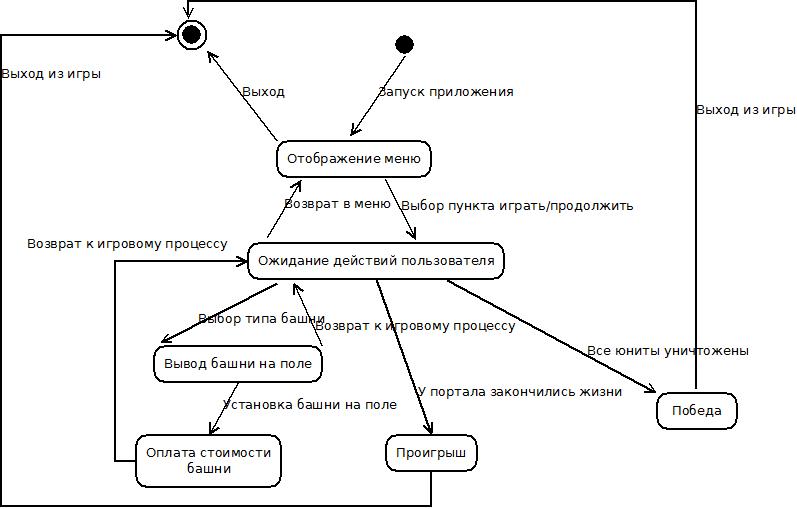 Выход из игры
Выход
Запуск приложения
Выход из игры
Отображение меню
Возврат в меню
Выбор пункта играть/продолжить
Возврат к игровому процессу
Ожидание действий пользователя
Выбор типа башни
Возврат к игровому процессу
Все юниты уничтожены
Вывод башни на поле
У портала закончились жизни
Установка башни на поле
Победа
Оплата стоимости
башни
Проигрыш